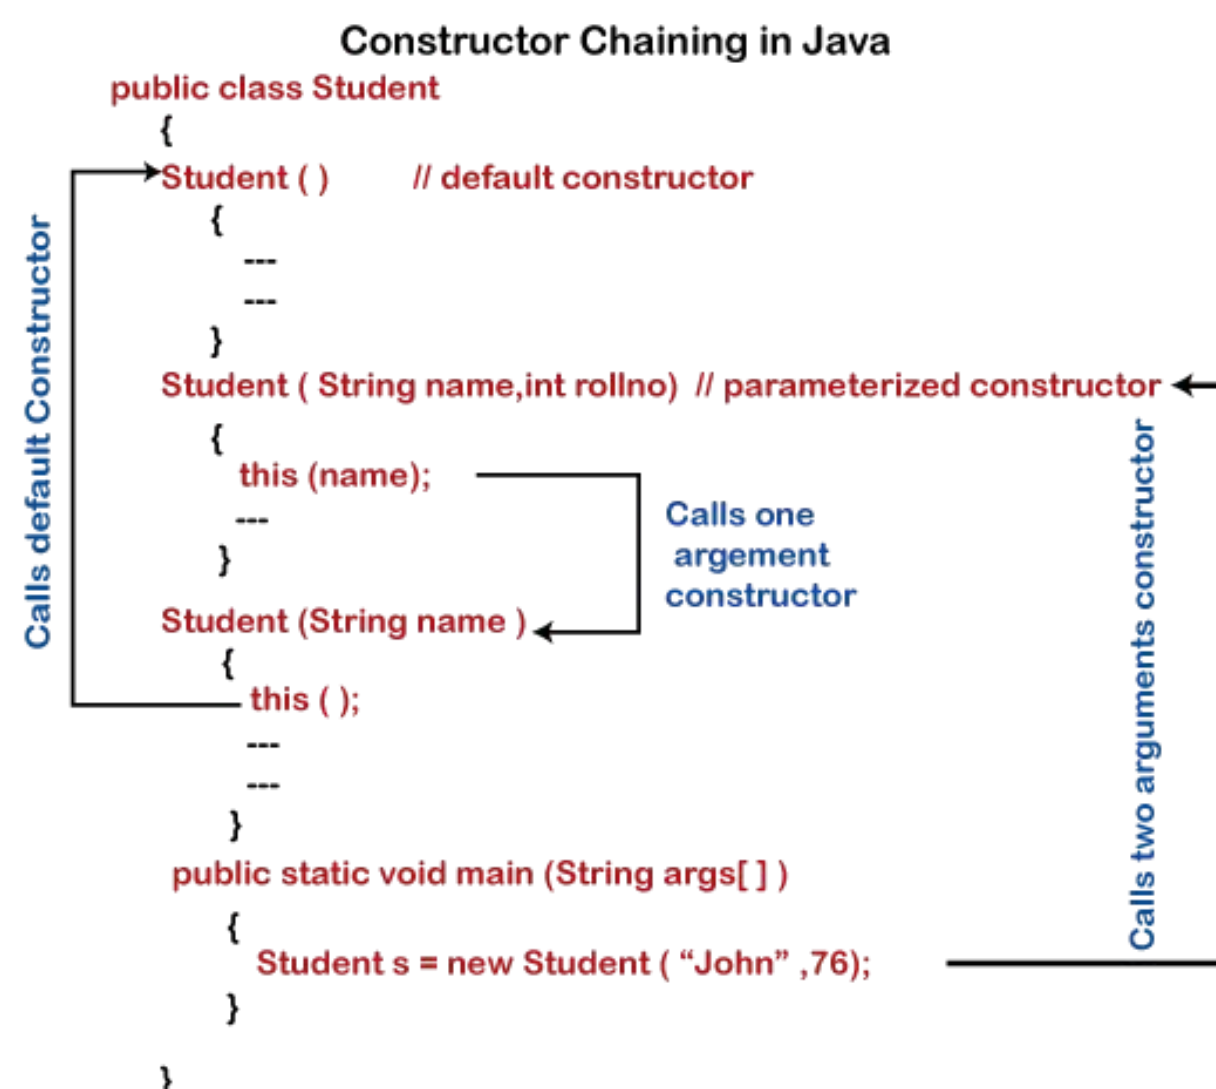 Constructor Chaining in Java
public class Student
{
Student ( ) // default constructor
{
---
---
}
Student ( String name,int rollno) // parameterized constructor
{
this (name);
---
}
Student (String name )
{
this ( );
---
---
}
public static void main (String args[ ] )
{
Student s = new Student ( “John” ,76);
}
}
Calls default Constructor
Calls one
argement
constructor
Calls two arguments constructor